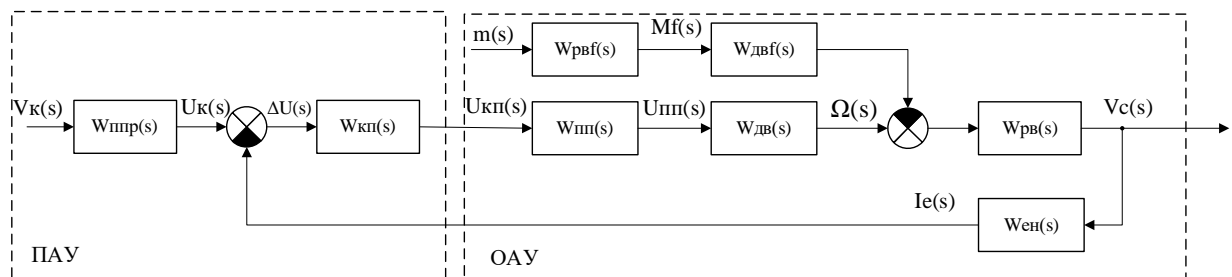 m(s)
Wрвf(s)
Mf(s)
Wдвf(s)
Vк(s)
Wппр(s)
Uк(s)
ΔU(s)
Wкп(s)
Uкп(s)
Wпп(s)
Uпп(s)
Wдв(s)
Ω(s)
Wрв(s)
Vc(s)
Ie(s)
Wен(s)
ПАУ
ОАУ